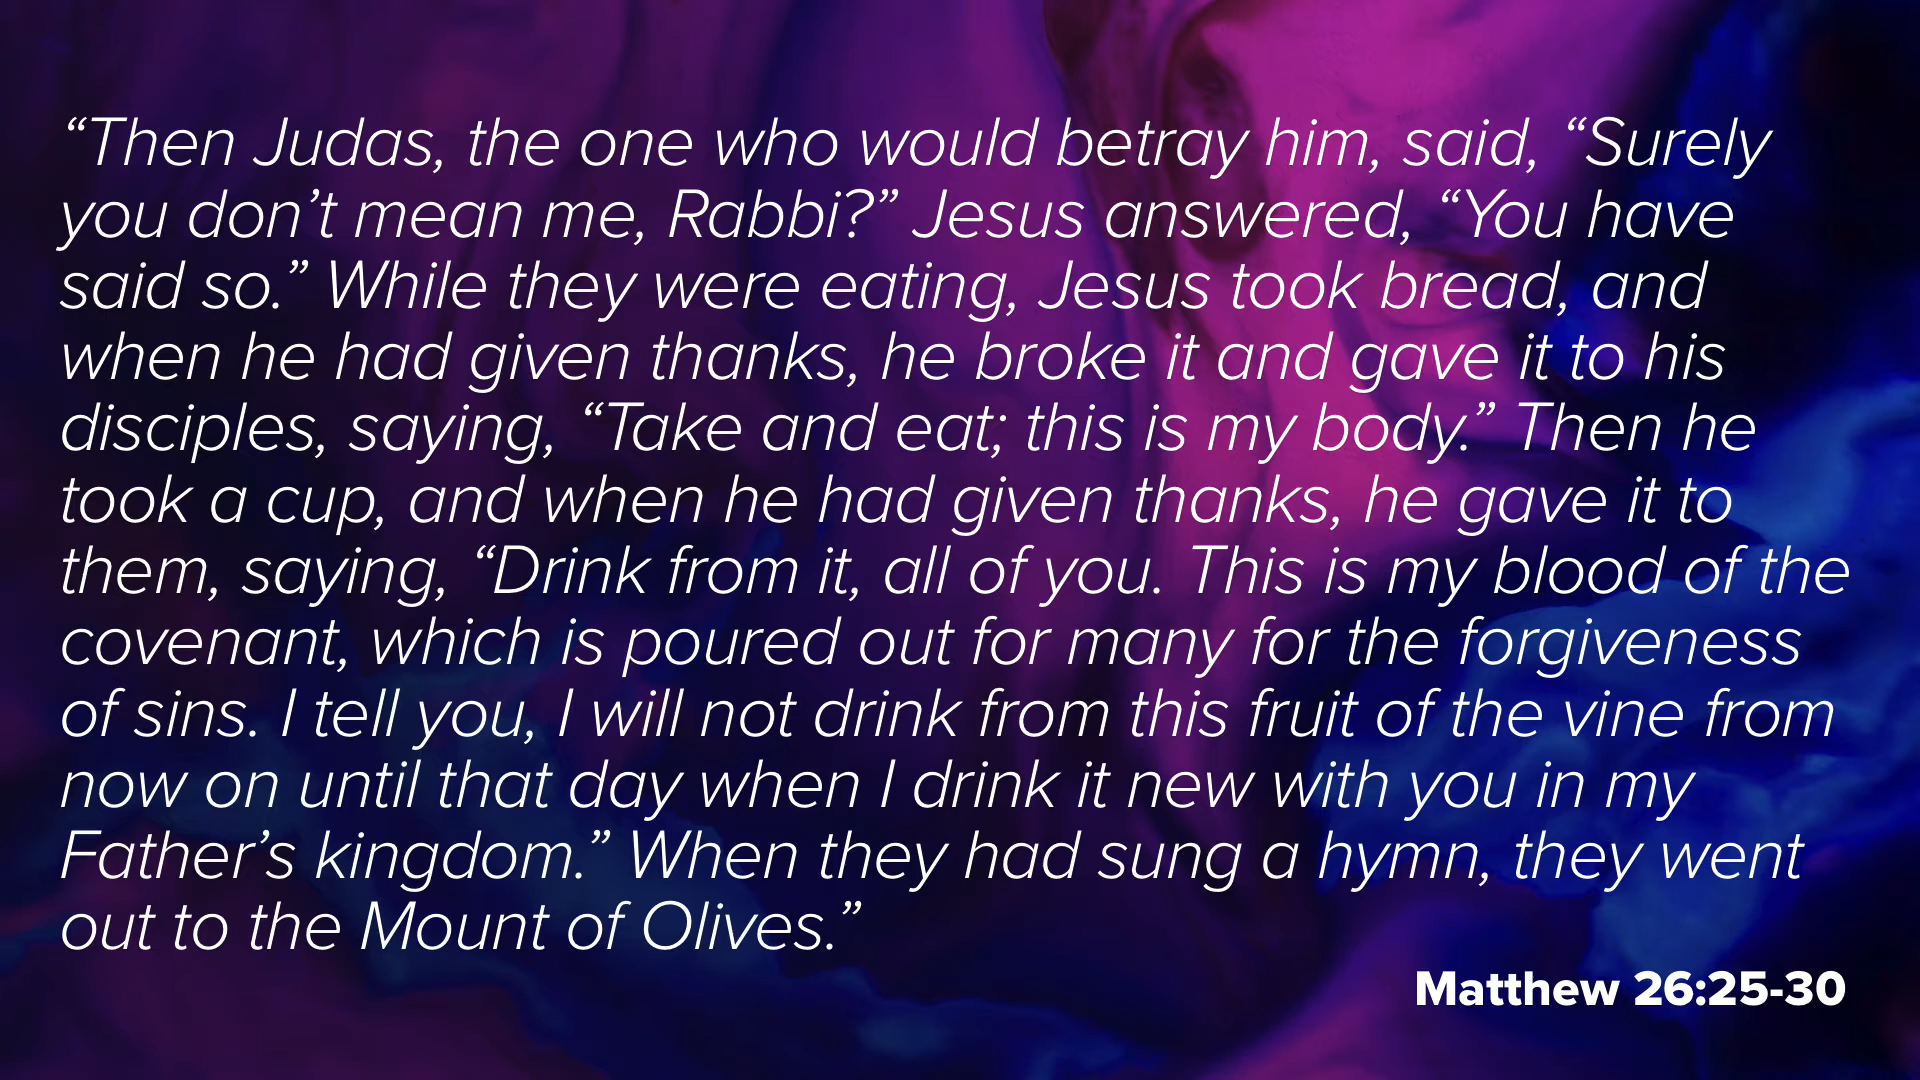 “Then Judas, the one who would betray him, said, “Surely
you don’t mean me, Rabbi?” Jesus answered, “You have
said so.” While they were eating, Jesus took bread, and
when he had given thanks, he broke it and gave it to his
disciples, saying, “Take and eat; this is my body.” Then he
took a cup, and when he had given thanks, he gave it to
them, saying, “Drink from it, all of you. This is my blood of the
covenant, which is poured out for many for the forgiveness
of sins. I tell you, I will not drink from this fruit of the vine from
now on until that day when I drink it new with you in my
Father’s kingdom.” When they had sung a hymn, they went
out to the Mount of Olives.”
Matthew 26:25-30